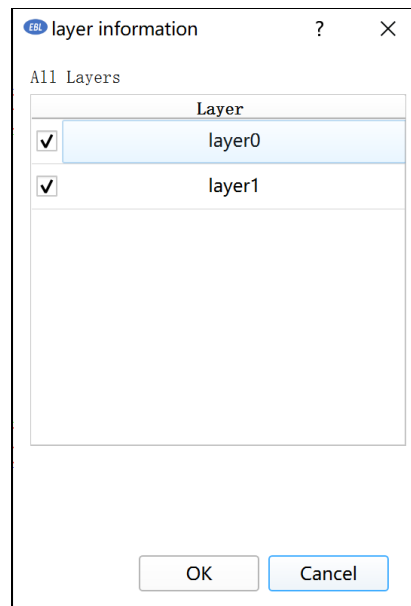 EBL layer information ?
All Layers
Layer
layer0
layer1
OK Cancel